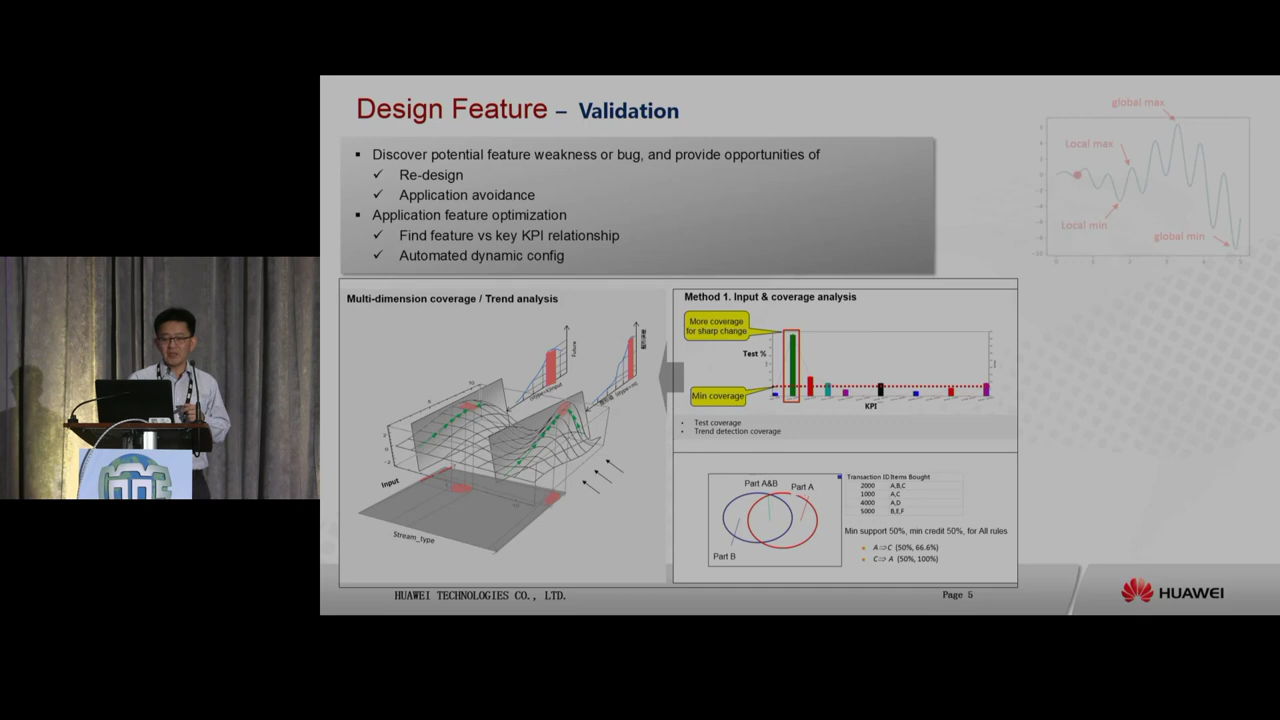 Design Feature – Validation
▪ Discover potential feature weakness or bug, and provide opportunities of
✓ Re-design
✓ Application avoidance
▪ Application feature optimization
✓ Find feature vs key KPI relationship
✓ Automated dynamic config
global max
Local max
Local min
global min
Multi-dimension coverage / Trend analysis
Future
Input
Stream_type
Method 1. Input & coverage analysis
More coverage
for sharp change
Test %
Min coverage
KPI
• Test coverage
• Trend detection coverage
Part A&B
Part A
Part B
Transaction ID Items Bought
2000 A,B,C
1000 A,C
4000 A,D
5000 B,E,F
Min support 50%, min credit 50%, for All rules
A⇒C (50%, 66.6%)
C⇒A (50%, 100%)
HUAWEI TECHNOLOGIES CO., LTD.
Page 5
HUAWEI